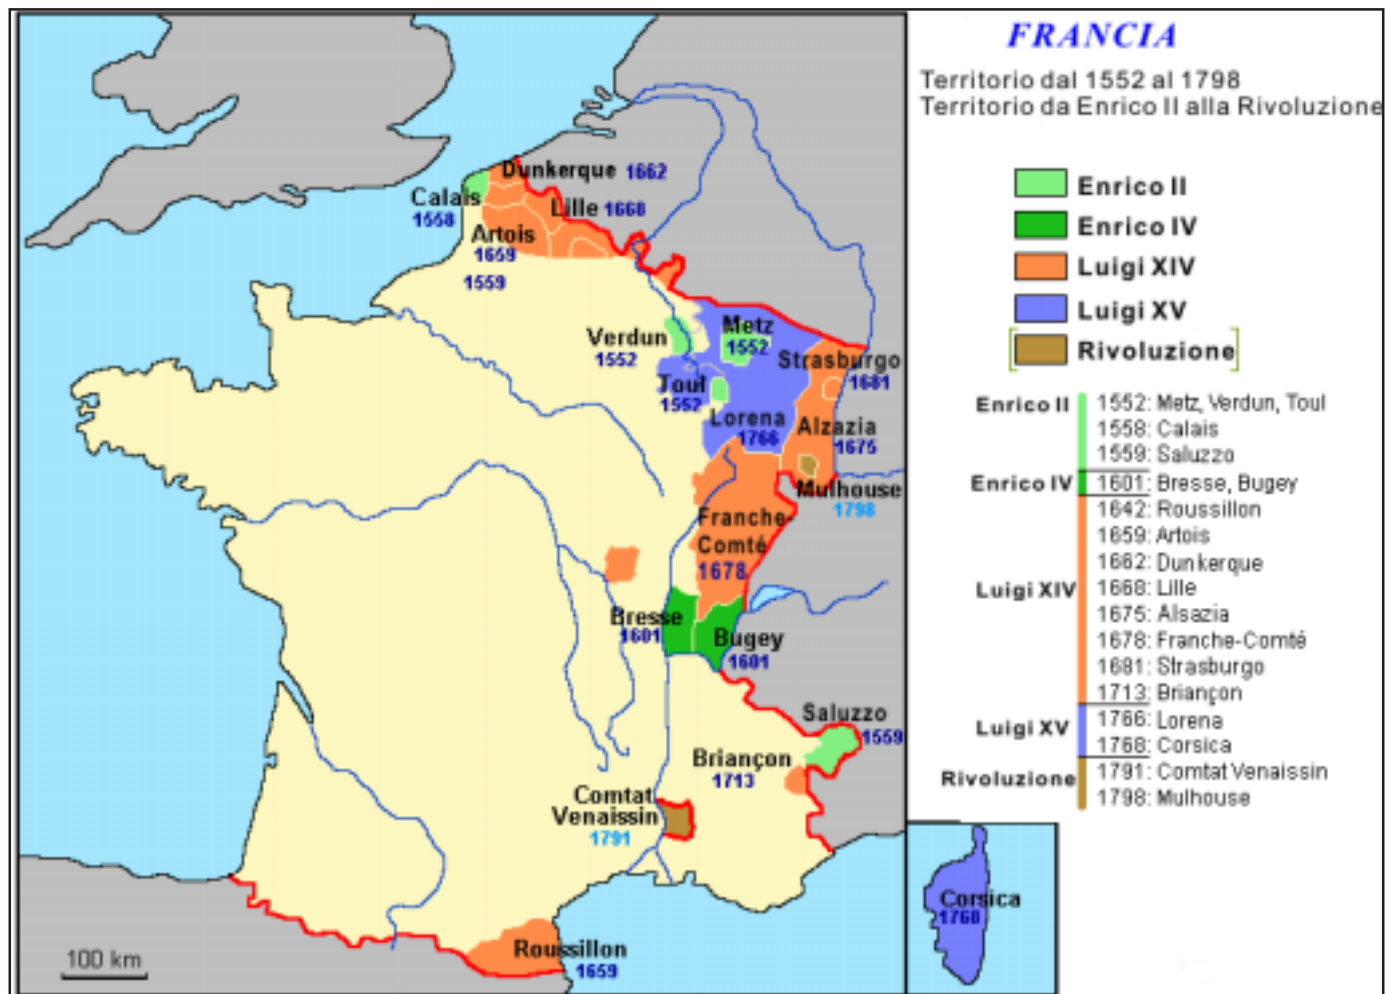 FRANCIA
Territorio dal 1552 al 1798
Territorio da Enrico II alla Rivoluzione
Enrico II
Enrico IV
Luigi XIV
Luigi XV
Rivoluzione
Enrico II
1552: Metz, Verdun, Toul
1558: Calais
1559: Saluzzo
Enrico IV
1601: Bresse, Bugey
1642: Roussillon
1659: Artois
1662: Dunkerque
1668: Lille
Luigi XIV
1675: Alsazia
1678: Franche-Comté
1681: Strasburgo
1713: Briançon
Luigi XV
1766: Lorena
1768: Corsica
Rivoluzione
1791: Comtat Venaissin
1798: Mulhouse
Dunkerque 1662
Calais
1558
Lille 1668
Artois
1659
1559
Verdun
1552
Metz
1552
Strasburgo
1681
Toul
1552
Lorena
1766
Alzazia
1675
Mulhouse
1798
Franche-
Comté
1678
Bresse
1601
Bugey
1601
Saluzzo
1559
Briançon
1713
Comtat
Venaissin
1791
Roussillon
1659
Corsica
1768
100 km